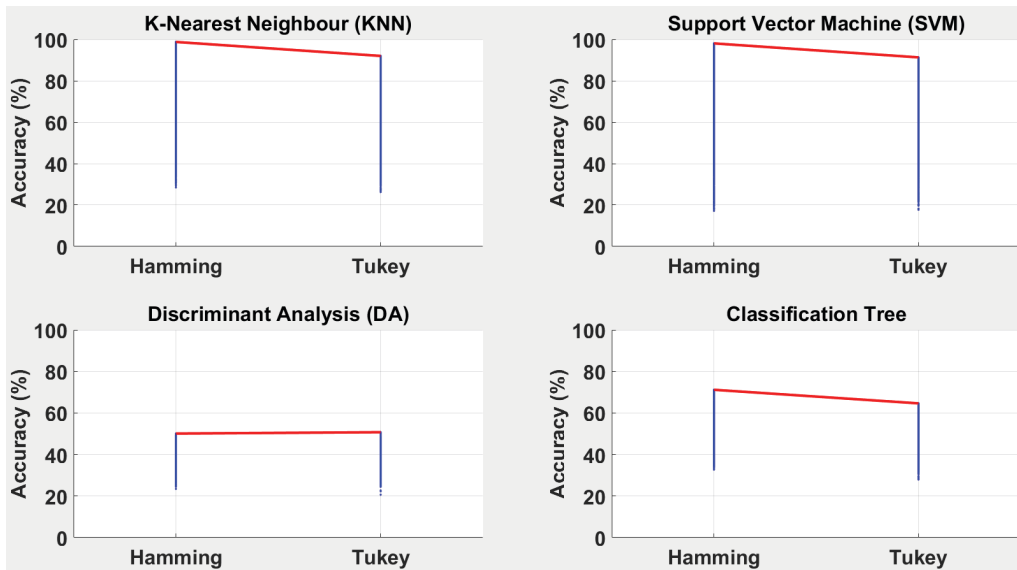 K-Nearest Neighbour (KNN)
Accuracy (%)
100
80
60
40
20
0
Hamming Tukey
Support Vector Machine (SVM)
Accuracy (%)
100
80
60
40
20
0
Hamming Tukey
Discriminant Analysis (DA)
Accuracy (%)
100
80
60
40
20
0
Hamming Tukey
Classification Tree
Accuracy (%)
100
80
60
40
20
0
Hamming Tukey